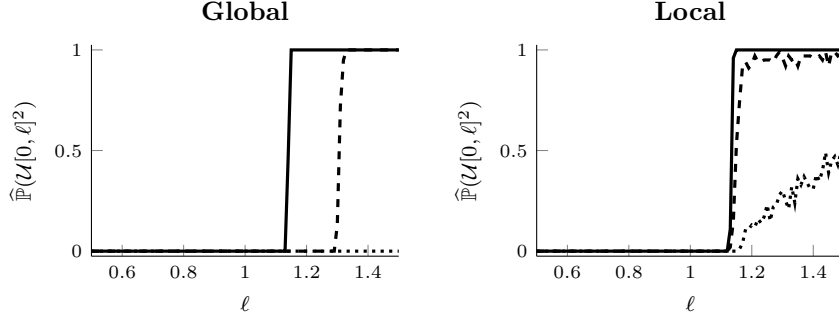 Global
Local
1
0.5
0
0.6 0.8 1 1.2 1.4
ℓ
ℙ̂(𝒰[0, ℓ]²)
1
0.5
0
0.6 0.8 1 1.2 1.4
ℓ
ℙ̂(𝒰[0, ℓ]²)